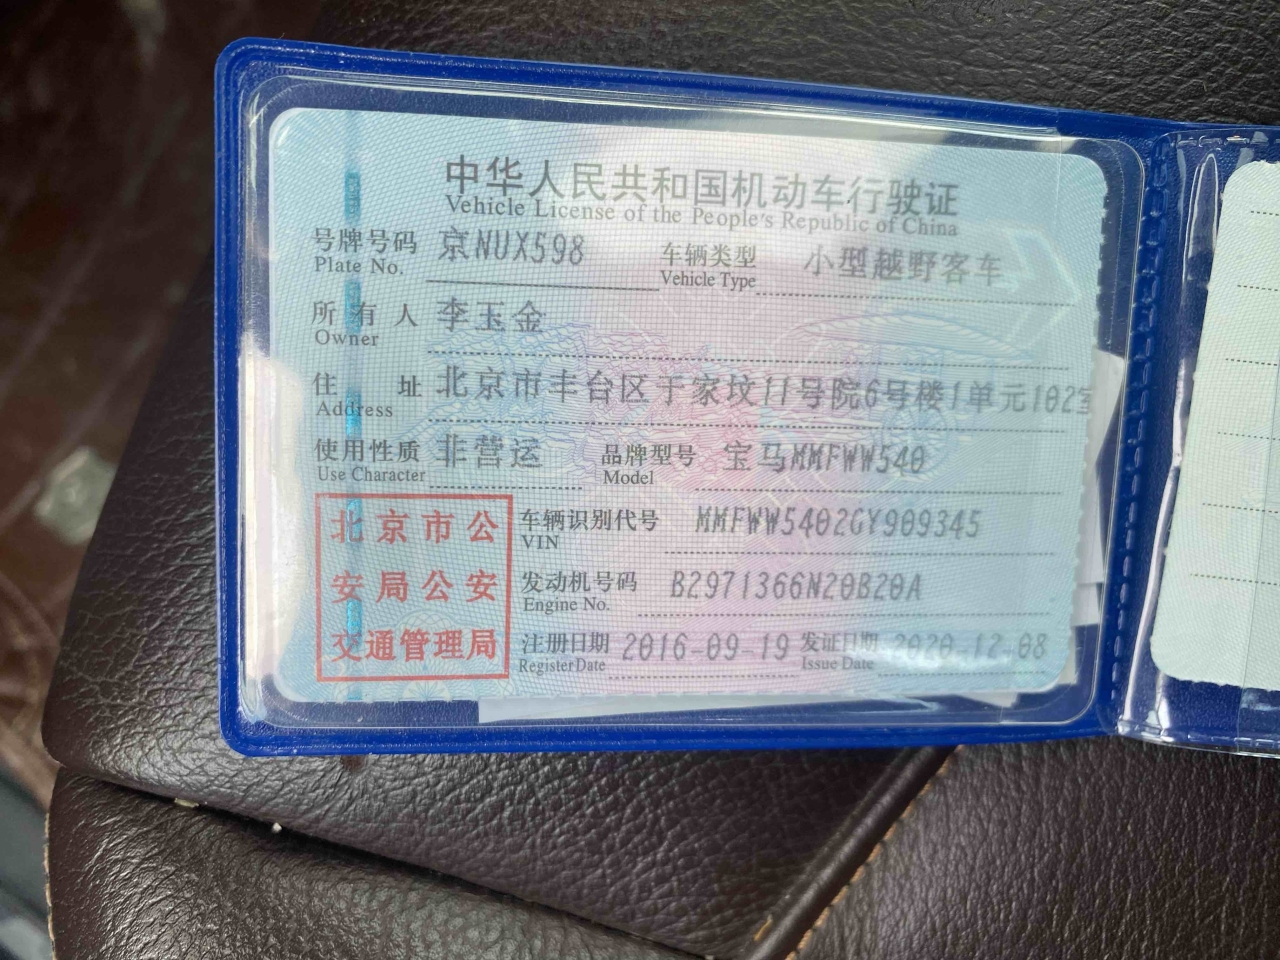 中华人民共和国机动车行驶证
Vehicle License of the People's Republic of China
号牌号码 京NUX598 车辆类型 小型越野客车
Plate No. Vehicle Type
所有人 李玉金
Owner
住址 北京市丰台区于家坟11号院6号楼1单元102室
Address
使用性质 非营运 品牌型号 宝马MMFWW540
Use Character Model
北京市公 车辆识别代号 MMFWW5402GY909345
VIN
安局公安 发动机号码 B2971366N20B20A
Engine No.
交通管理局 注册日期 2016-09-19 发证日期 2020-12-08
Register Date Issue Date